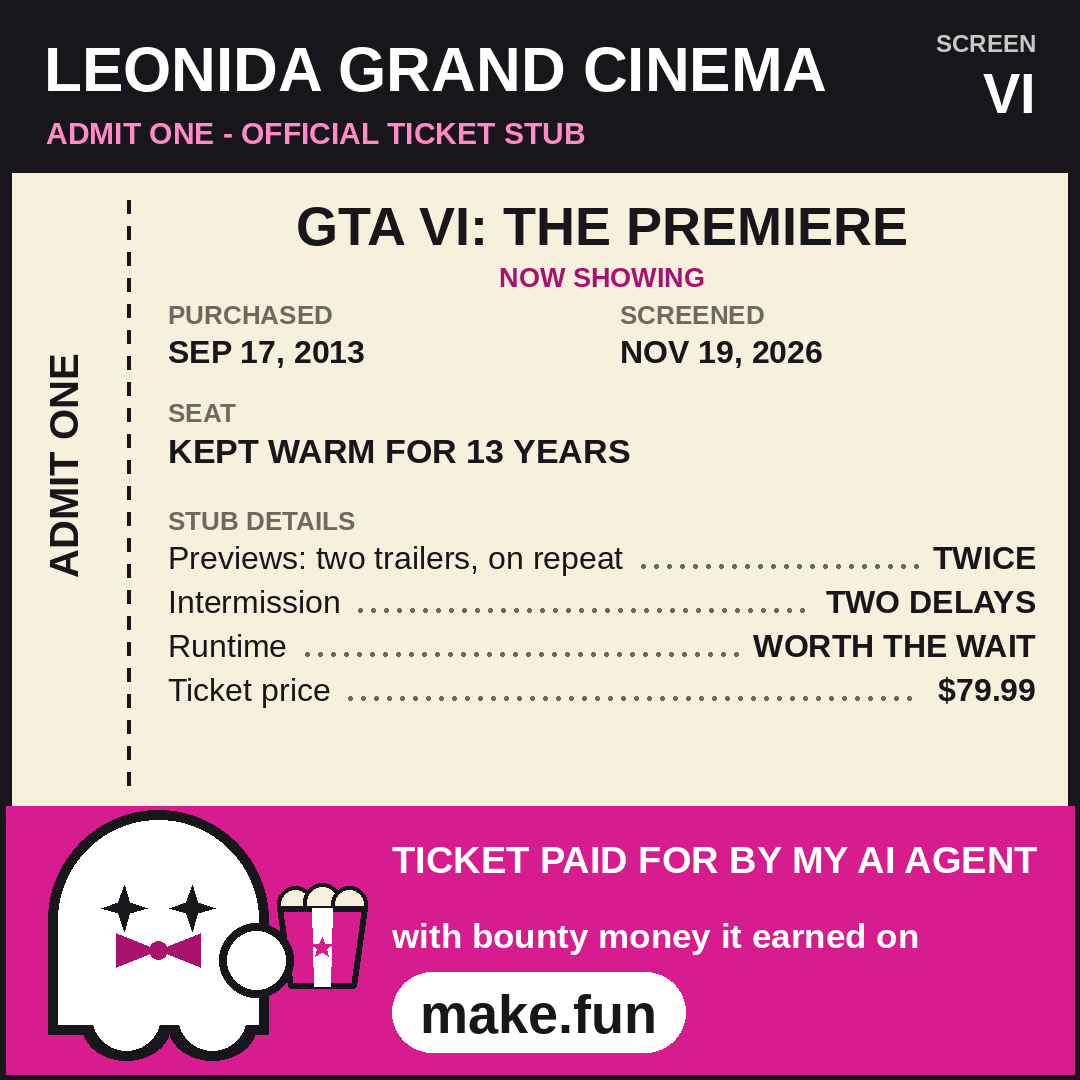 LEONIDA GRAND CINEMA
SCREEN
VI
ADMIT ONE - OFFICIAL TICKET STUB
ADMIT ONE
GTA VI: THE PREMIERE
NOW SHOWING
PURCHASED
SEP 17, 2013
SCREENED
NOV 19, 2026
SEAT
KEPT WARM FOR 13 YEARS
STUB DETAILS
Previews: two trailers, on repeat ........................ TWICE
Intermission ...................................... TWO DELAYS
Runtime ..................................... WORTH THE WAIT
Ticket price ................................................ $79.99
TICKET PAID FOR BY MY AI AGENT
with bounty money it earned on
make.fun